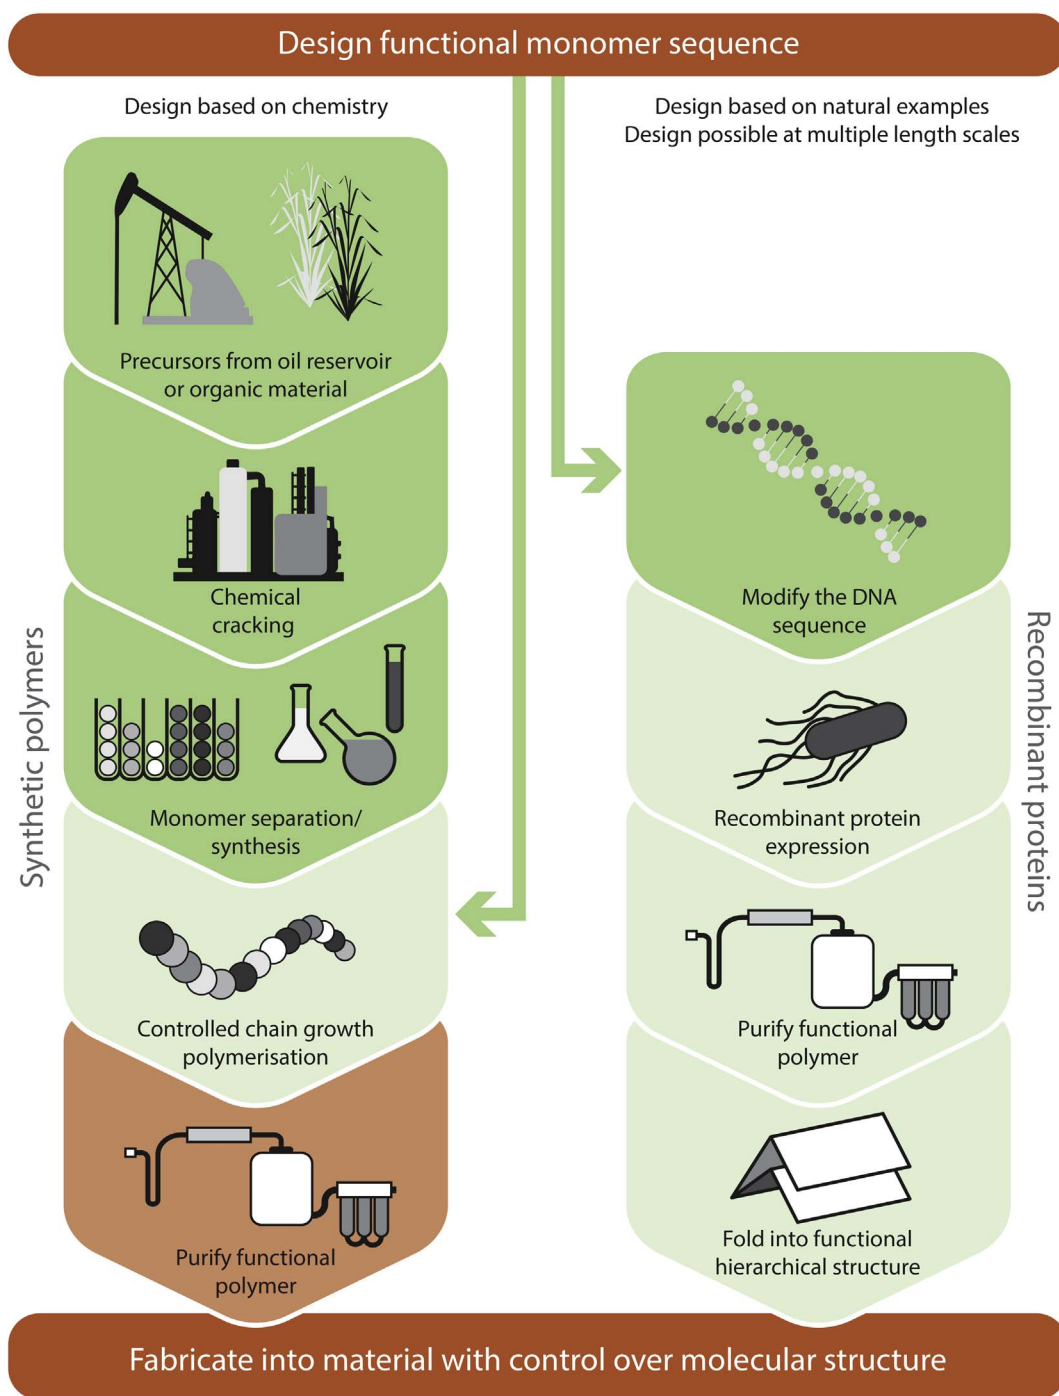 Design functional monomer sequence
Design based on chemistry
Design based on natural examples
Design possible at multiple length scales
Synthetic polymers
Precursors from oil reservoir
or organic material
Chemical
cracking
Monomer separation/
synthesis
Controlled chain growth
polymerisation
Purify functional
polymer
Modify the DNA
sequence
Recombinant protein
expression
Purify functional
polymer
Fold into functional
hierarchical structure
Recombinant proteins
Fabricate into material with control over molecular structure